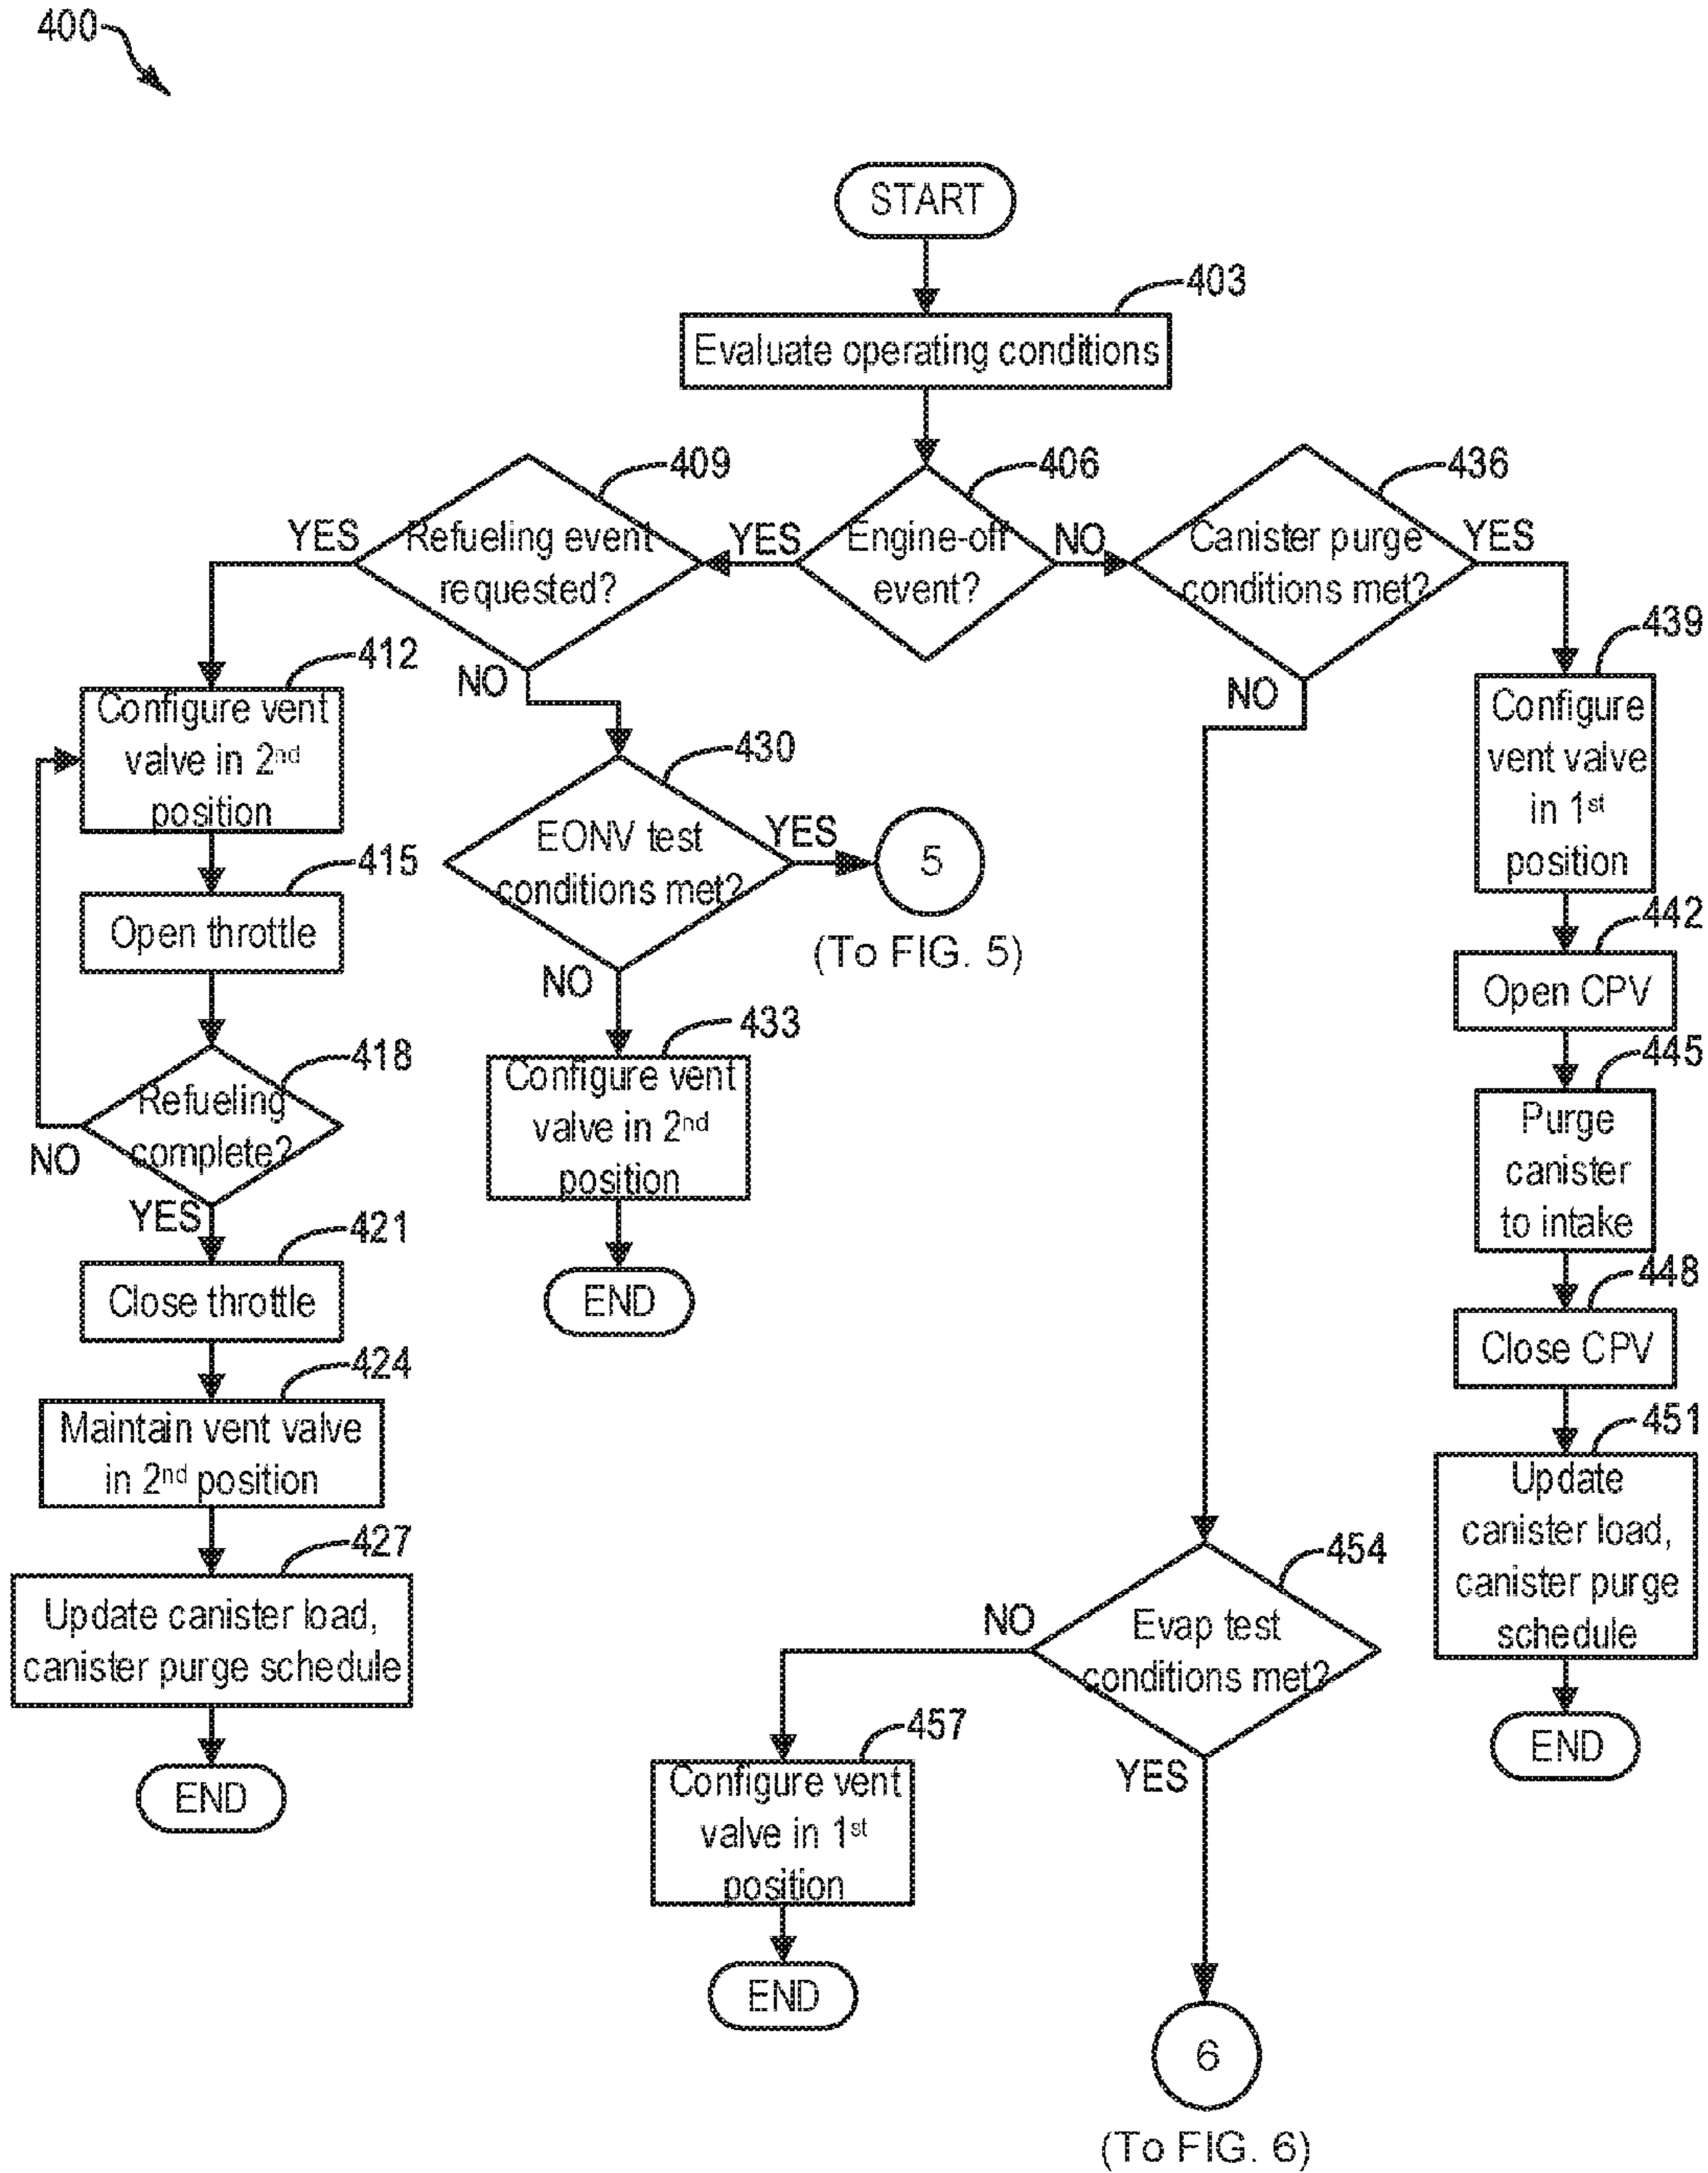 400
START
403
Evaluate operating conditions
409
406
436
YES
Refueling event
requested?
YES
Engine-off
event?
NO
Canister purge
conditions met?
YES
412
Configure vent
valve in 2nd
position
NO
430
EONV test
conditions met?
YES
5
(To FIG. 5)
NO
439
Configure
vent valve
in 1st
position
415
Open throttle
442
Open CPV
418
Refueling
complete?
NO
YES
NO
433
Configure vent
valve in 2nd
position
END
445
Purge
canister
to intake
421
Close throttle
448
Close CPV
424
Maintain vent valve
in 2nd position
451
Update
canister load,
canister purge
schedule
END
427
Update canister load,
canister purge schedule
END
454
Evap test
conditions met?
NO
YES
457
Configure vent
valve in 1st
position
END
6
(To FIG. 6)